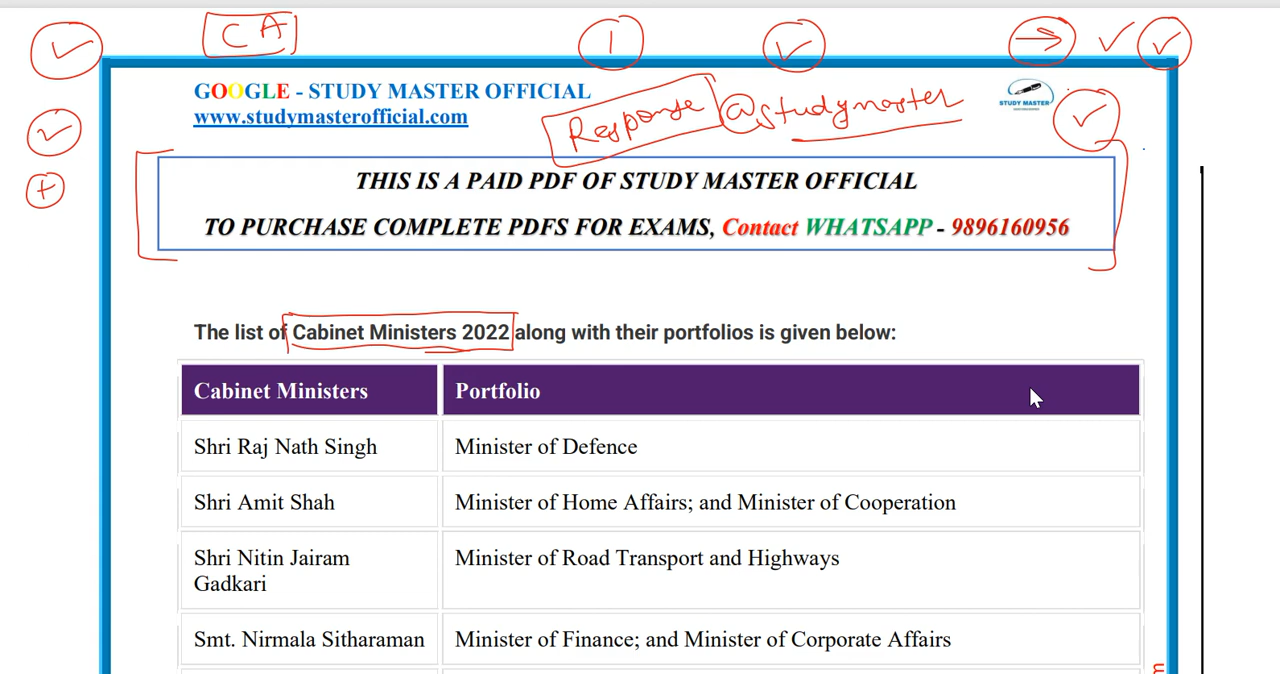 CA
1
GOOGLE - STUDY MASTER OFFICIAL
www.studymasterofficial.com
Response @studymaster
STUDY MASTER
THIS IS A PAID PDF OF STUDY MASTER OFFICIAL
TO PURCHASE COMPLETE PDFS FOR EXAMS, Contact WHATSAPP - 9896160956
The list of Cabinet Ministers 2022 along with their portfolios is given below:
Cabinet Ministers Portfolio
Shri Raj Nath Singh Minister of Defence
Shri Amit Shah Minister of Home Affairs; and Minister of Cooperation
Shri Nitin Jairam Minister of Road Transport and Highways
Gadkari
Smt. Nirmala Sitharaman Minister of Finance; and Minister of Corporate Affairs
m